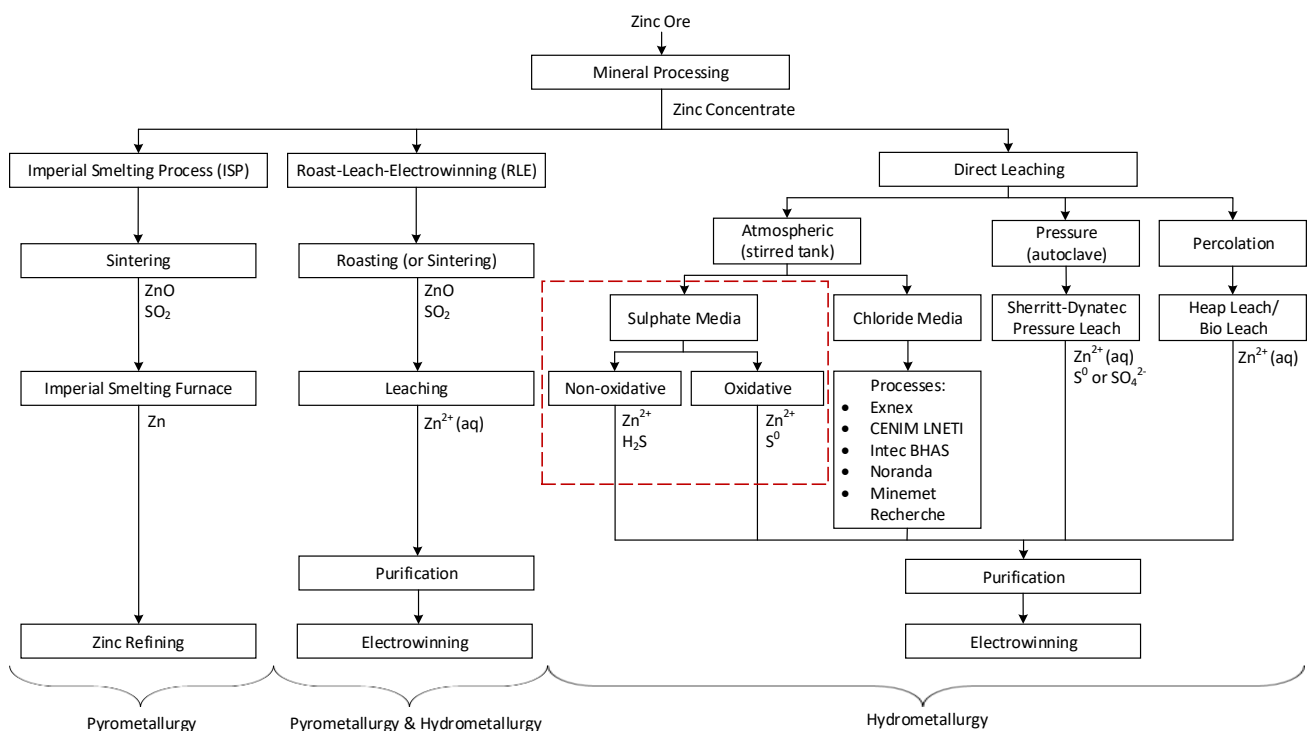 Zinc Ore
Mineral Processing
Zinc Concentrate
Imperial Smelting Process (ISP)
Roast-Leach-Electrowinning (RLE)
Direct Leaching
Atmospheric
(stirred tank)
Pressure
(autoclave)
Percolation
Sintering
Roasting (or Sintering)
ZnO
SO₂
ZnO
SO₂
Sulphate Media
Chloride Media
Sherritt-Dynatec
Pressure Leach
Heap Leach/
Bio Leach
Zn²⁺ (aq)
S⁰ or SO₄²⁻
Zn²⁺ (aq)
Imperial Smelting Furnace
Leaching
Non-oxidative
Oxidative
Processes:
• Exnex
• CENIM LNETI
• Intec BHAS
• Noranda
• Minemet
Recherche
Zn
Zn²⁺ (aq)
Zn²⁺
H₂S
Zn²⁺
S⁰
Purification
Purification
Zinc Refining
Electrowinning
Electrowinning
Pyrometallurgy
Pyrometallurgy & Hydrometallurgy
Hydrometallurgy